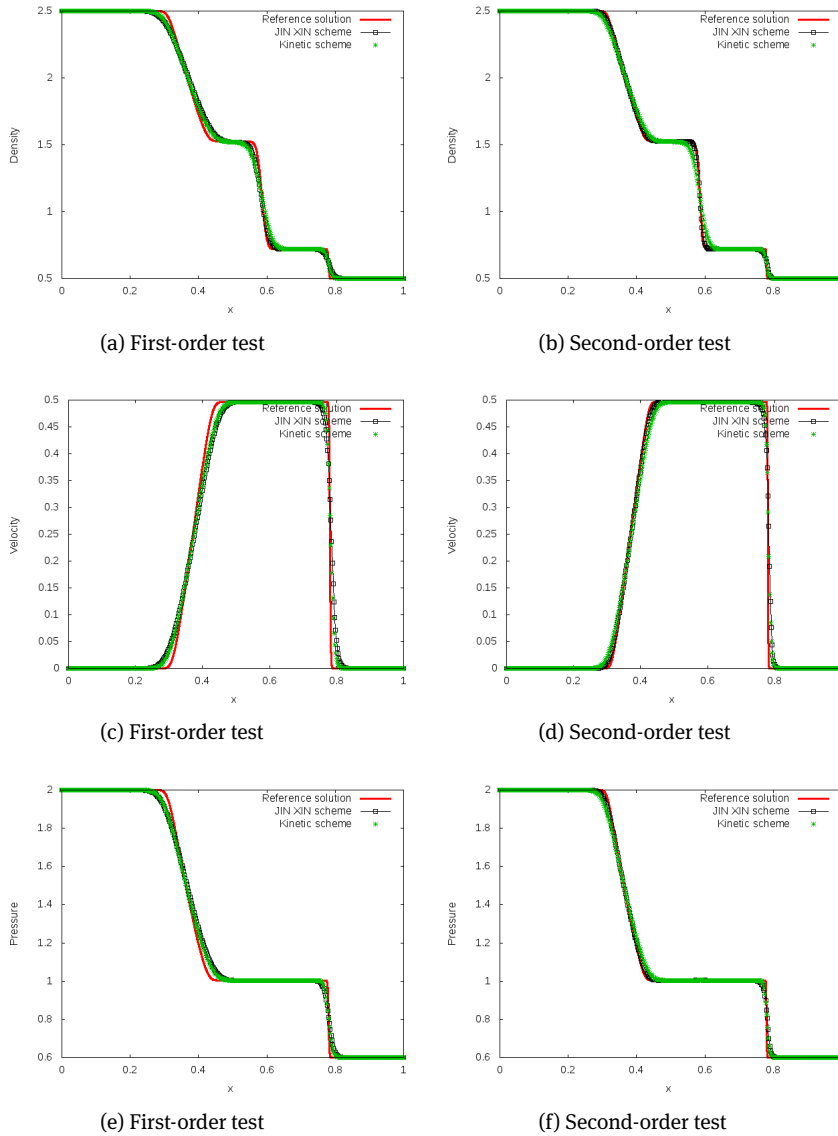 Reference solution
JIN XIN scheme
Kinetic scheme
2.5
2
1.5
1
0.5
Density
0 0.2 0.4 0.6 0.8 1
x
(a) First-order test
Reference solution
JIN XIN scheme
Kinetic scheme
2.5
2
1.5
1
0.5
Density
0 0.2 0.4 0.6 0.8
x
(b) Second-order test
Reference solution
JIN XIN scheme
Kinetic scheme
0.5
0.45
0.4
0.35
0.3
0.25
0.2
0.15
0.1
0.05
0
Velocity
0 0.2 0.4 0.6 0.8 1
x
(c) First-order test
Reference solution
JIN XIN scheme
Kinetic scheme
0.5
0.45
0.4
0.35
0.3
0.25
0.2
0.15
0.1
0.05
0
Velocity
0 0.2 0.4 0.6 0.8
x
(d) Second-order test
Reference solution
JIN XIN scheme
Kinetic scheme
2
1.8
1.6
1.4
1.2
1
0.8
0.6
Pressure
0 0.2 0.4 0.6 0.8 1
x
(e) First-order test
Reference solution
JIN XIN scheme
Kinetic scheme
2
1.8
1.6
1.4
1.2
1
0.8
0.6
Pressure
0 0.2 0.4 0.6 0.8
x
(f) Second-order test